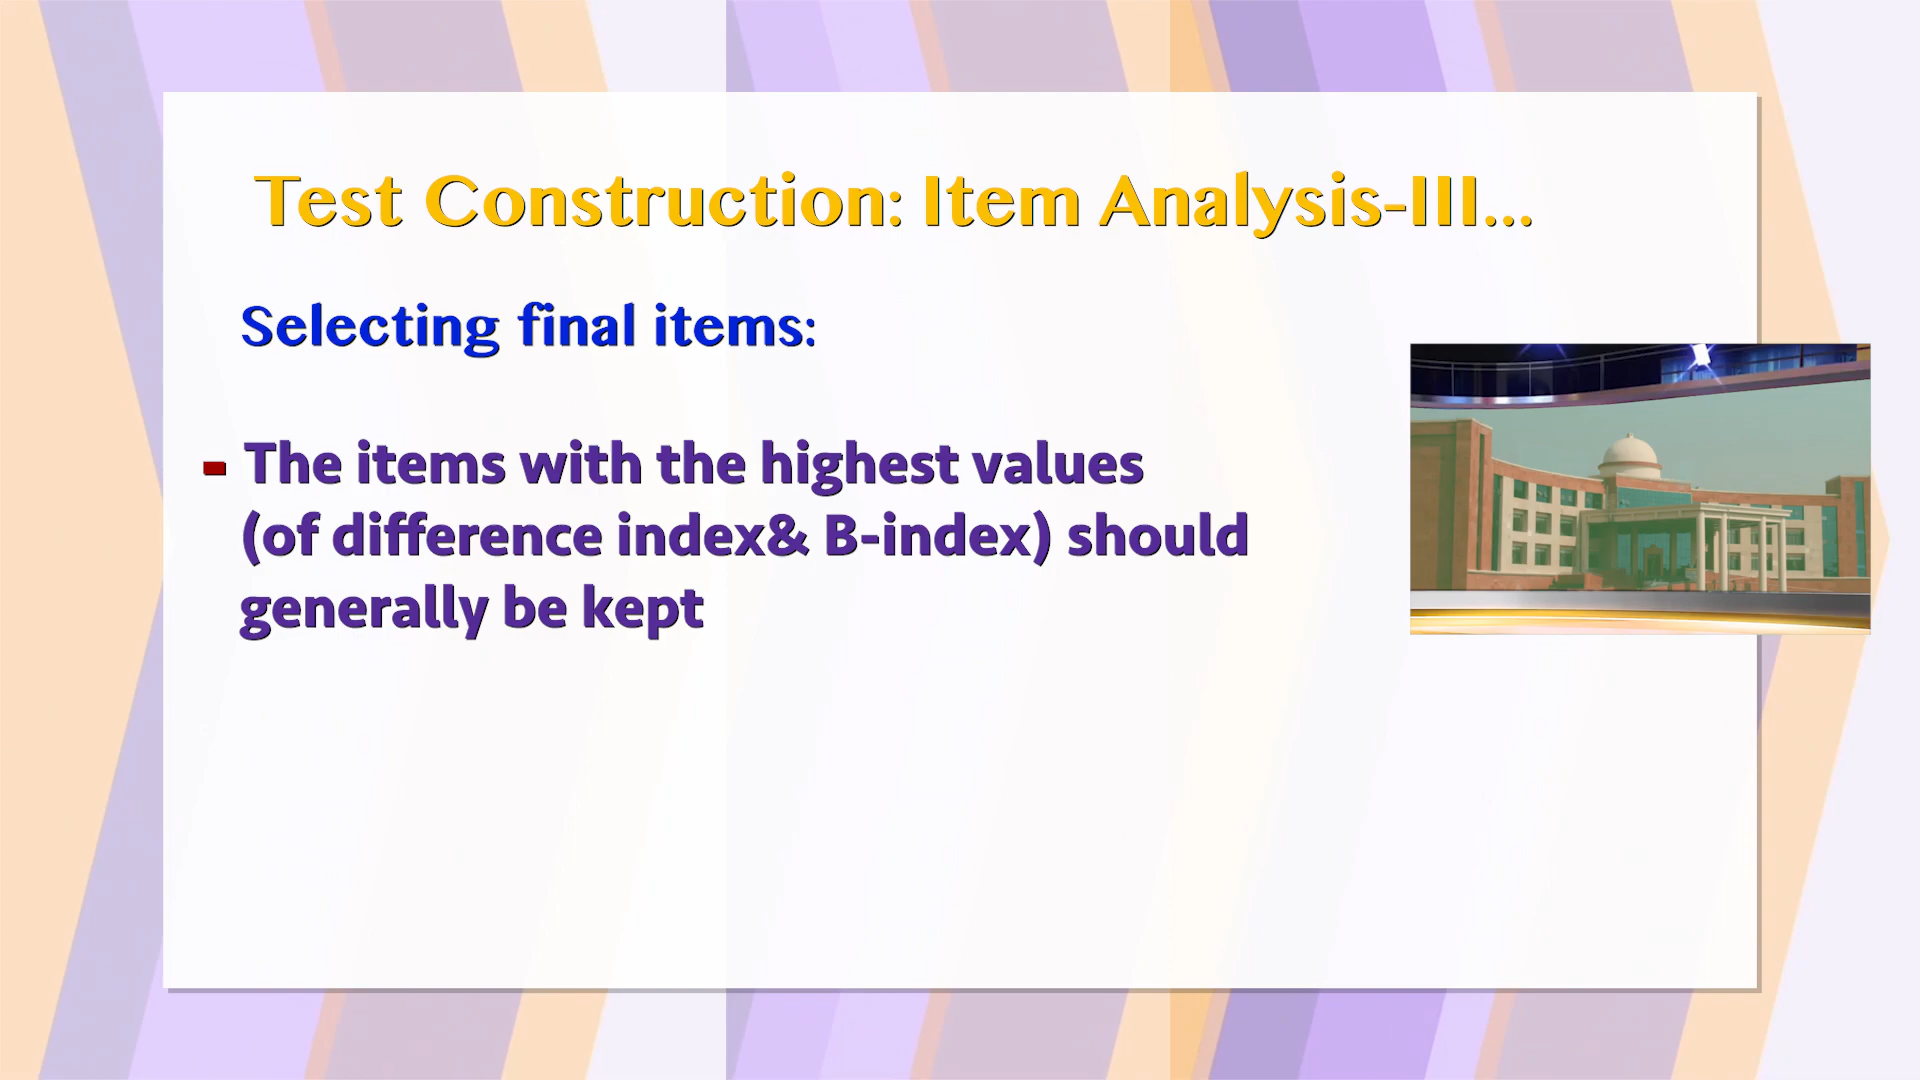 Test Construction: Item Analysis-III...
Selecting final items:
- The items with the highest values
(of difference index& B-index) should
generally be kept